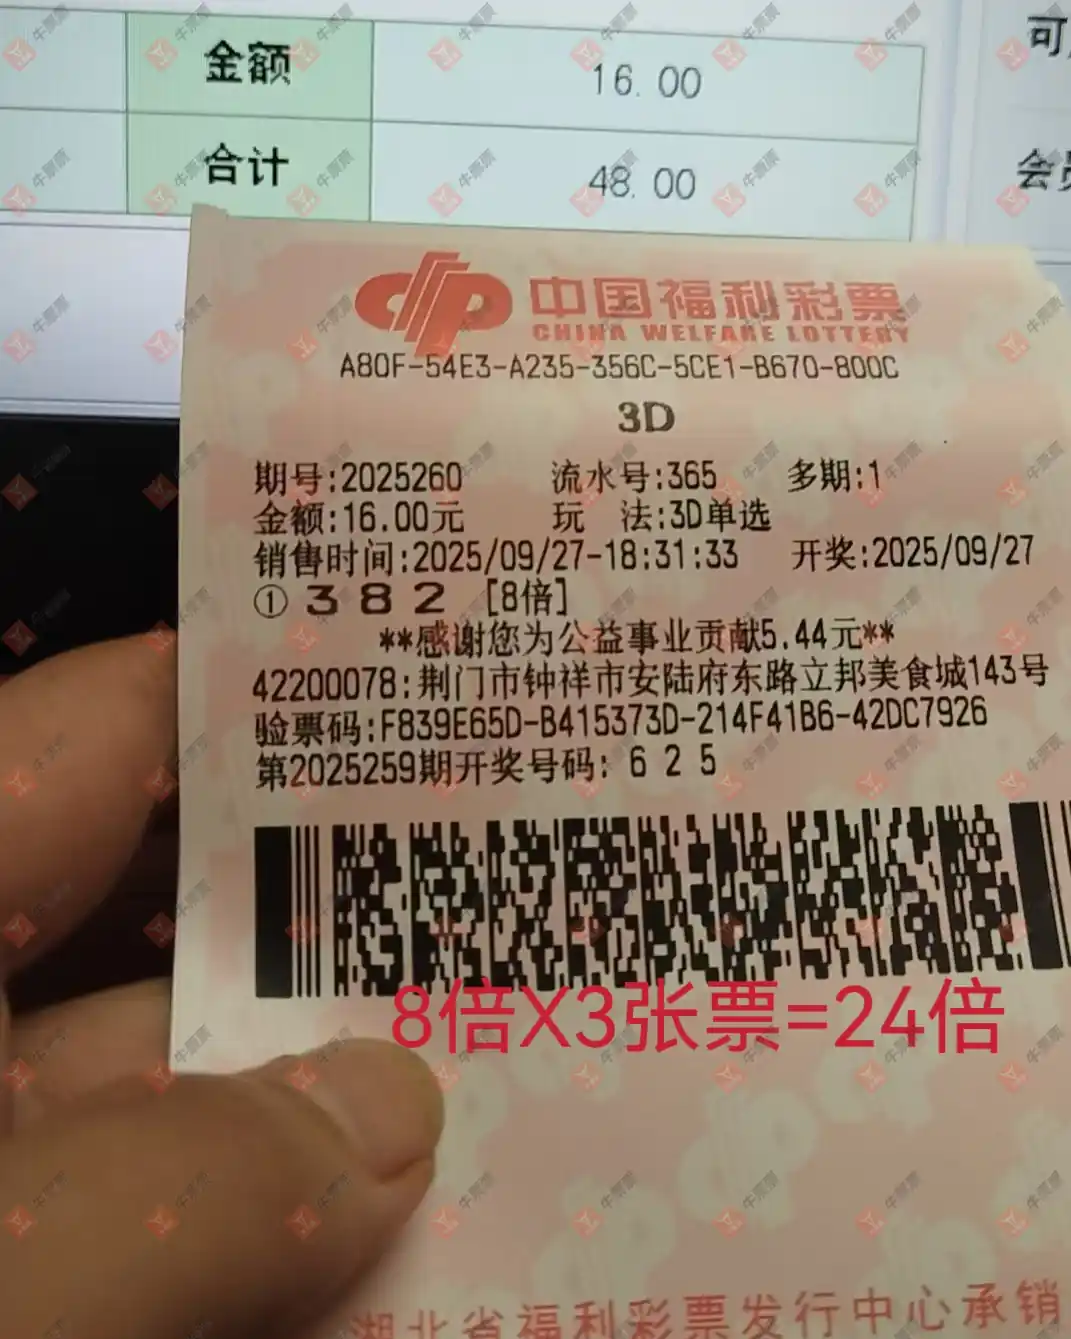 可
金额 16.00
会员
合计 48.00
中国福利彩票
CHINA WELFARE LOTTERY
A80F-54E3-A235-356C-5CE1-B670-800C
3D
期号:2025260 流水号:365 多期:1
金额:16.00元 玩 法:3D单选
销售时间:2025/09/27-18:31:33 开奖:2025/09/27
① 3 8 2 [8倍]
**感谢您为公益事业贡献5.44元**
42200078:荆门市钟祥市安陆府东路立邦美食城143号
验票码:F839E65D-B415373D-214F41B6-42DC7926
第2025259期开奖号码: 6 2 5
8倍X3张票=24倍
湖北省福利彩票发行中心承销
牛票票